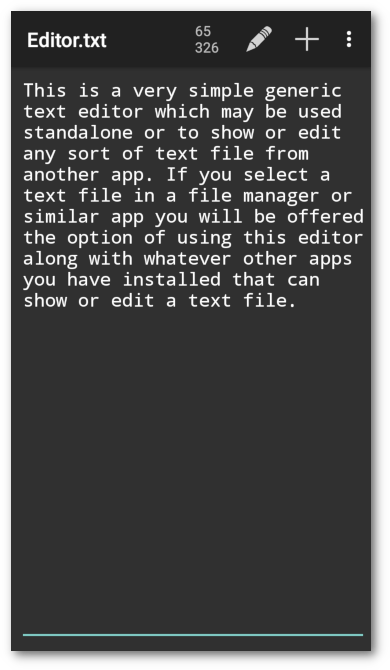 Editor.txt
65
326
This is a very simple generic
text editor which may be used
standalone or to show or edit
any sort of text file from
another app. If you select a
text file in a file manager or
similar app you will be offered
the option of using this editor
along with whatever other apps
you have installed that can
show or edit a text file.